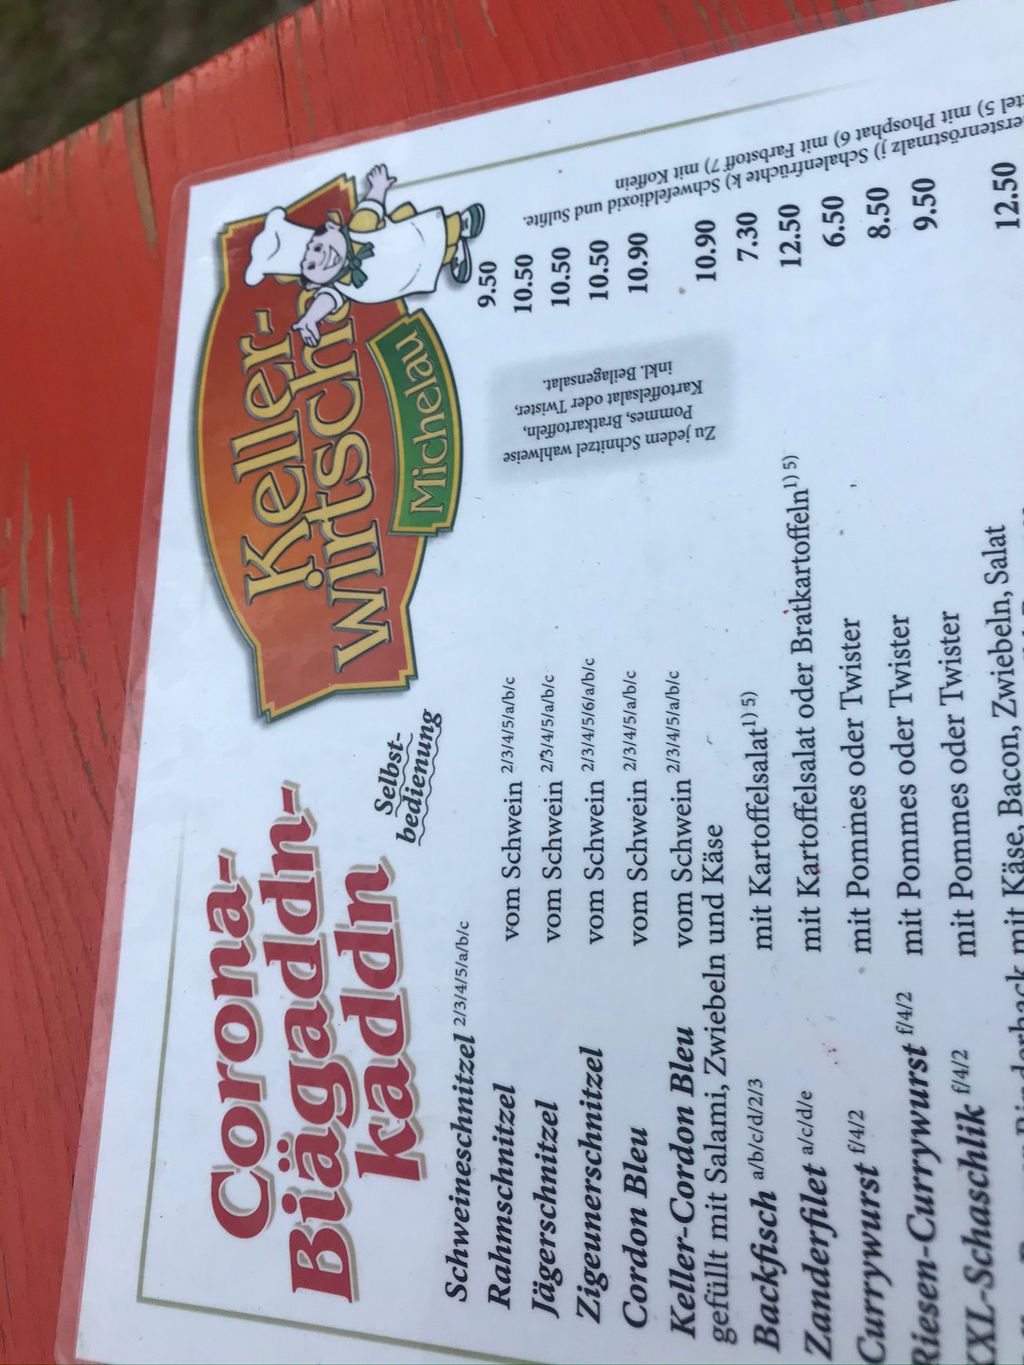 Corona-
Biägaddn-
kaddn
Selbst-
bedienung
Keller-
wirtschaft
Michelau
Schweineschnitzel 2/3/4/5/a/b/c 9.50
Rahmschnitzel vom Schwein 2/3/4/5/a/b/c 10.50
Jägerschnitzel vom Schwein 2/3/4/5/a/b/c 10.50
Zigeunerschnitzel vom Schwein 2/3/4/5/6/a/b/c 10.50
Cordon Bleu vom Schwein 2/3/4/5/a/b/c 10.90
Keller-Cordon Bleu vom Schwein 2/3/4/5/a/b/c 10.90
gefüllt mit Salami, Zwiebeln und Käse
Zu jedem Schnitzel wahlweise
Pommes, Bratkartoffeln,
Kartoffelsalat oder Twister,
inkl. Beilagensalat.
Backfisch a/b/c/d/2/3 mit Kartoffelsalat1) 5) 7.30
Zanderfilet a/c/d/e mit Kartoffelsalat oder Bratkartoffeln1) 5) 12.50
Currywurst f/4/2 mit Pommes oder Twister 6.50
Riesen-Currywurst f/4/2 mit Pommes oder Twister 8.50
XXL-Schaschlik f/4/2 mit Pommes oder Twister 9.50
mit Käse, Bacon, Zwiebeln, Salat 12.50
5) mit Phosphat 6) mit Farbstoff 7) mit Koffein
j) Schalenfrüchte k) Schwefeldioxid und Sulfite.